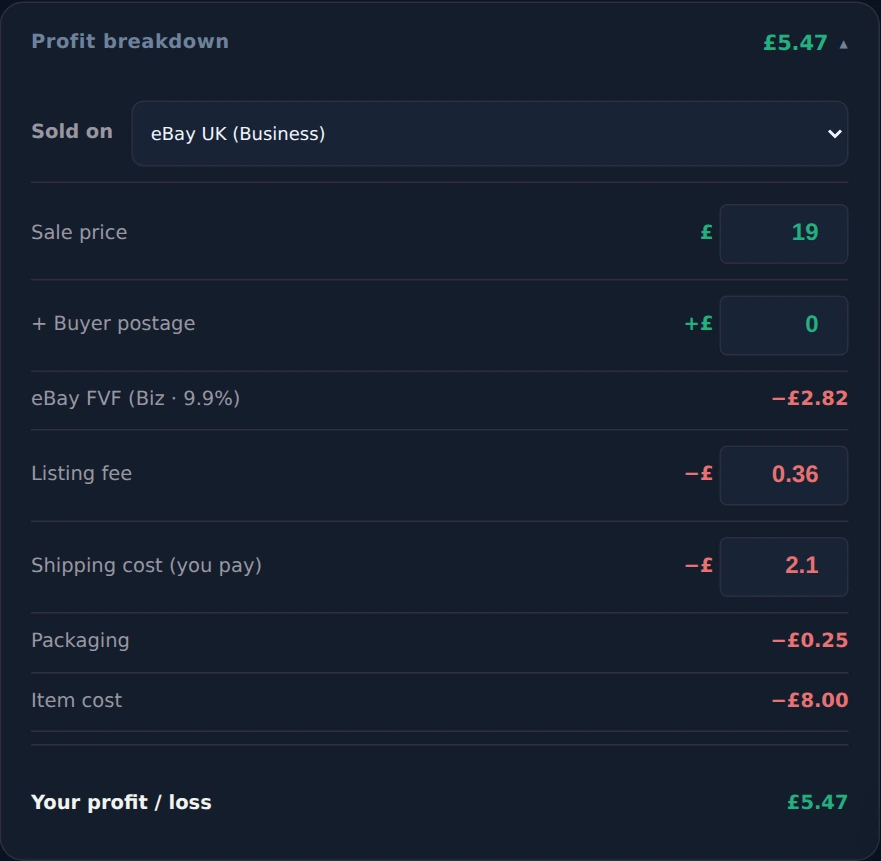 Profit breakdown £5.47 ▲
Sold on eBay UK (Business)
Sale price £ 19
+ Buyer postage +£ 0
eBay FVF (Biz · 9.9%) −£2.82
Listing fee −£ 0.36
Shipping cost (you pay) −£ 2.1
Packaging −£0.25
Item cost −£8.00
Your profit / loss £5.47